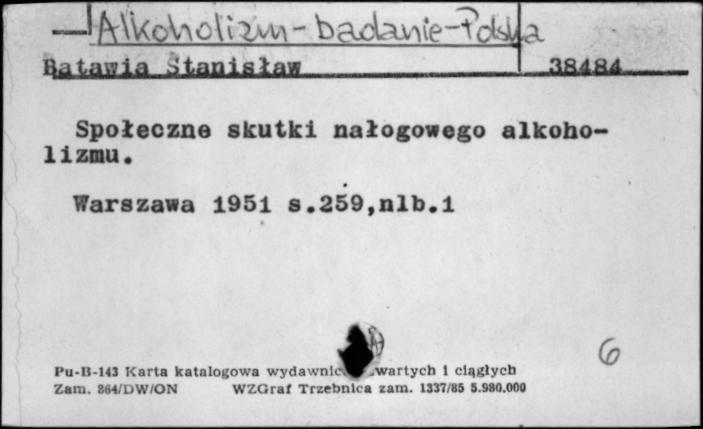 Alkoholizm - badanie - Polska
Batawia Stanisław 38484
Społeczne skutki nałogowego alkoho-
lizmu.
Warszawa 1951 s.259,nlb.1
6
Pu-B-143 Karta katalogowa wartych i ciągłych
Zam. 864/DW/ON WZGraf Trzebnica zam. 1337/85 5.980.000